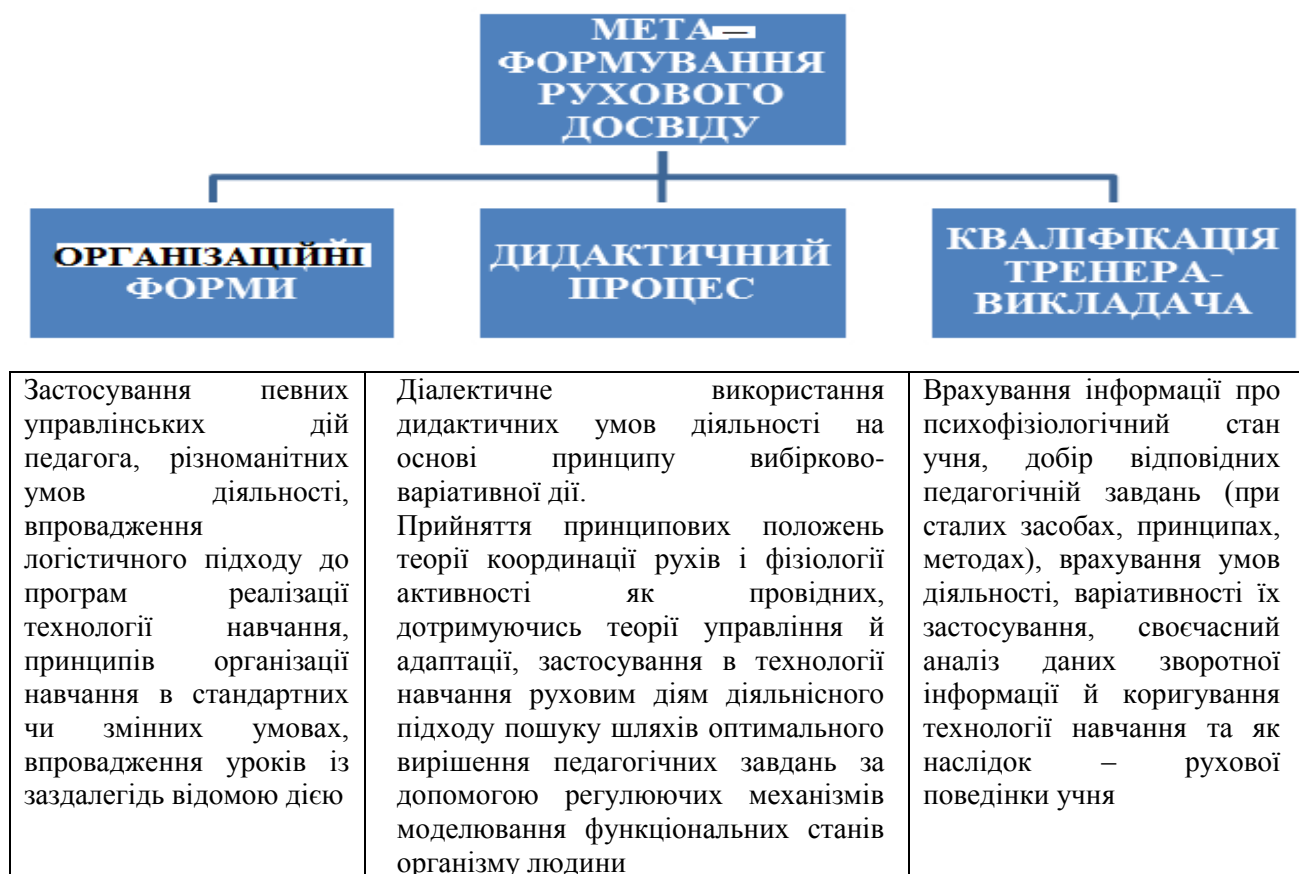 МЕТА—
ФОРМУВАННЯ
РУХОВОГО
ДОСВІДУ
ОРГАНІЗАЦІЙНІ
ФОРМИ
ДИДАКТИЧНИЙ
ПРОЦЕС
КВАЛІФІКАЦІЯ
ТРЕНЕРА-
ВИКЛАДАЧА
Застосування певних
управлінських дій
педагога, різноманітних
умов діяльності,
впровадження
логістичного підходу до
програм реалізації
технології навчання,
принципів організації
навчання в стандартних
чи змінних умовах,
впровадження уроків із
заздалегідь відомою дією
Діалектичне використання
дидактичних умов діяльності на
основі принципу вибірково-
варіативної дії.
Прийняття принципових положень
теорії координації рухів і фізіології
активності як провідних,
дотримуючись теорії управління й
адаптації, застосування в технології
навчання руховим діям діяльнісного
підходу пошуку шляхів оптимального
вирішення педагогічних завдань за
допомогою регулюючих механізмів
моделювання функціональних станів
організму людини
Врахування інформації про
психофізіологічний стан
учня, добір відповідних
педагогічній завдань (при
сталих засобах, принципах,
методах), врахування умов
діяльності, варіативності їх
застосування, своєчасний
аналіз даних зворотної
інформації й коригування
технології навчання та як
наслідок – рухової
поведінки учня